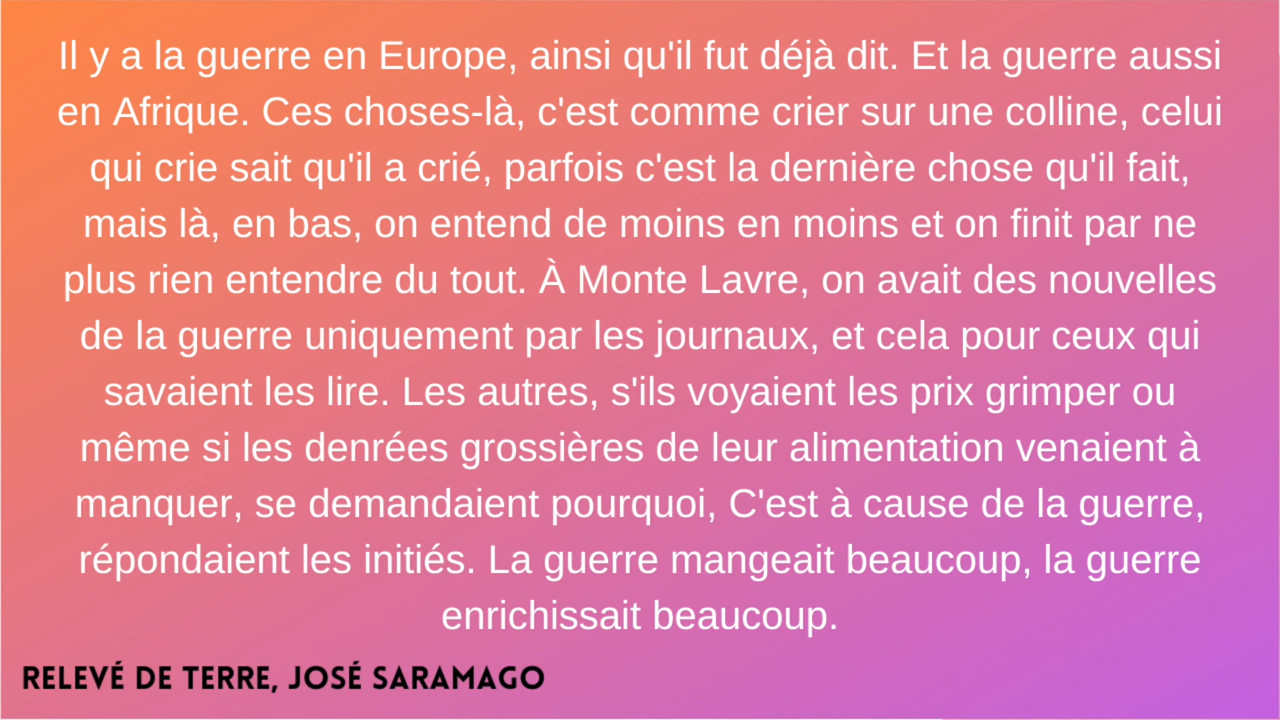 Il y a la guerre en Europe, ainsi qu'il fut déjà dit. Et la guerre aussi
en Afrique. Ces choses-là, c'est comme crier sur une colline, celui
qui crie sait qu'il a crié, parfois c'est la dernière chose qu'il fait,
mais là, en bas, on entend de moins en moins et on finit par ne
plus rien entendre du tout. À Monte Lavre, on avait des nouvelles
de la guerre uniquement par les journaux, et cela pour ceux qui
savaient les lire. Les autres, s'ils voyaient les prix grimper ou
même si les denrées grossières de leur alimentation venaient à
manquer, se demandaient pourquoi, C'est à cause de la guerre,
répondaient les initiés. La guerre mangeait beaucoup, la guerre
enrichissait beaucoup.
RELEVÉ DE TERRE, JOSÉ SARAMAGO